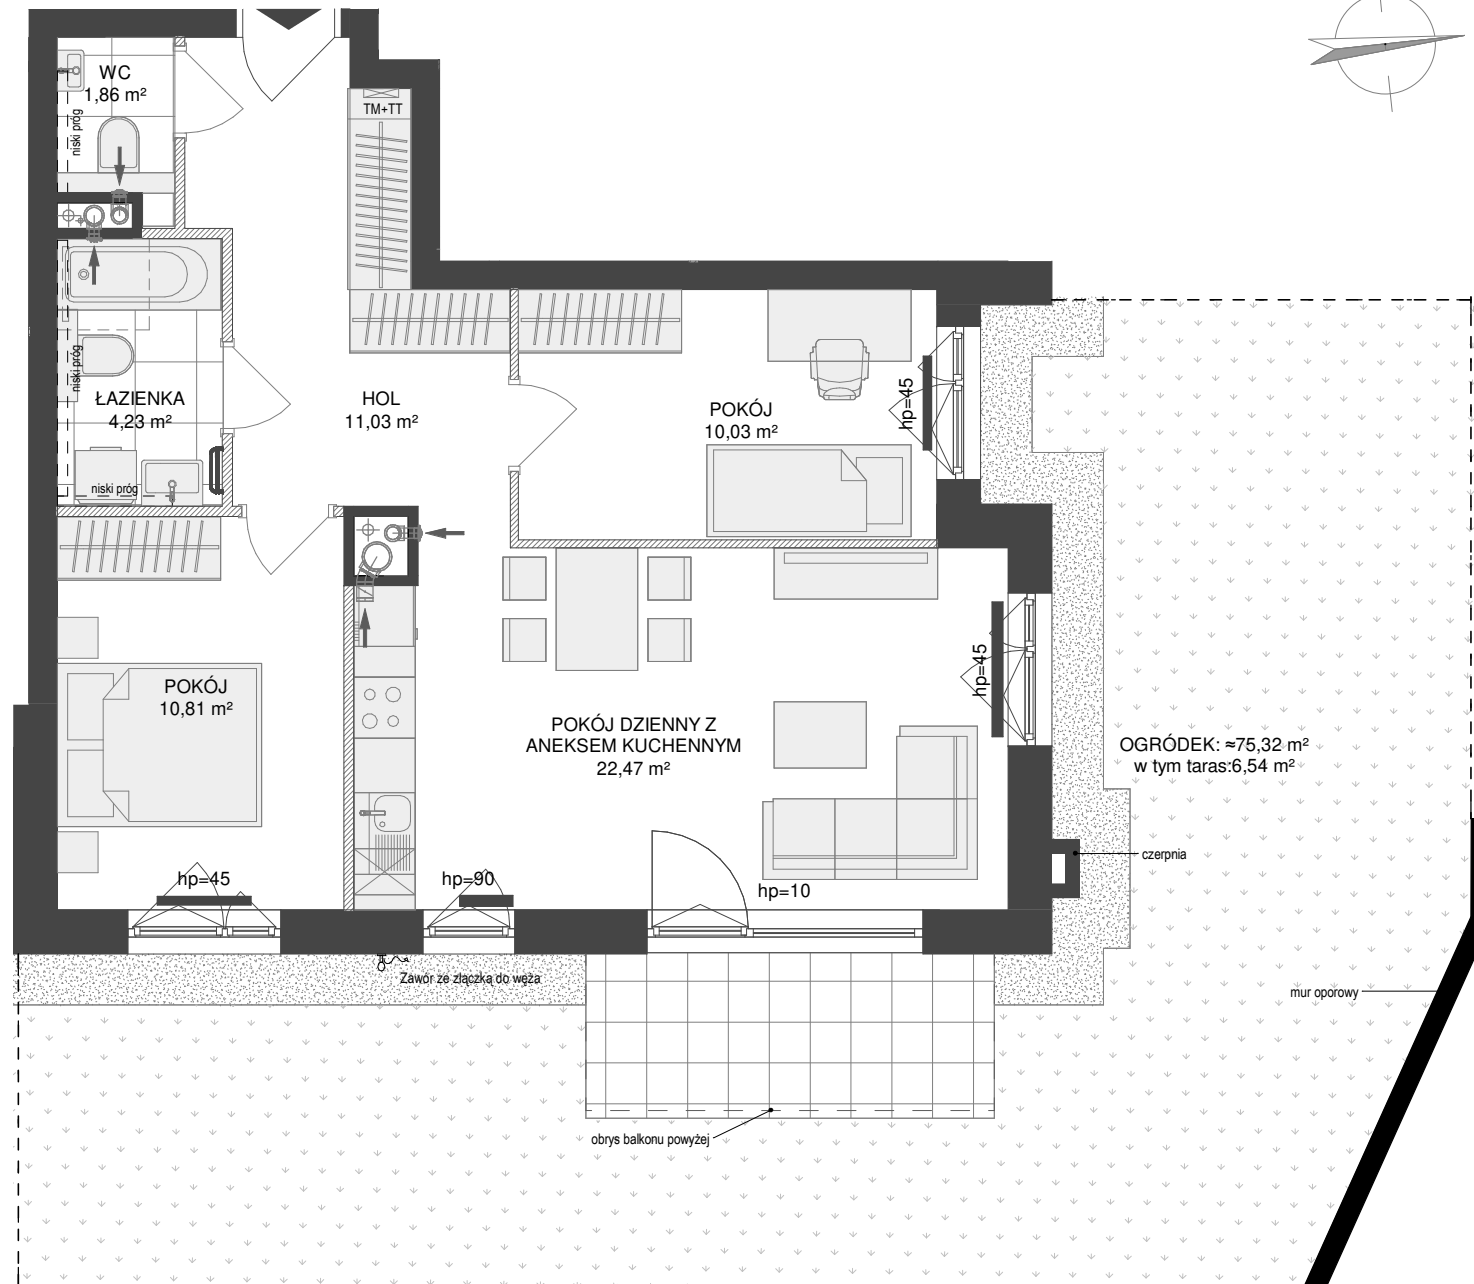 WC
1,86 m²
niski próg
TM+TT
ŁAZIENKA
4,23 m²
niski próg
niski próg
HOL
11,03 m²
POKÓJ
10,03 m²
hp=45
POKÓJ
10,81 m²
hp=45
POKÓJ DZIENNY Z
ANEKSEM KUCHENNYM
22,47 m²
hp=45
OGRÓDEK: ≈75,32 m²
w tym taras:6,54 m²
czerpnia
hp=90
hp=10
Zawór ze złączką do węża
mur oporowy
obrys balkonu powyżej